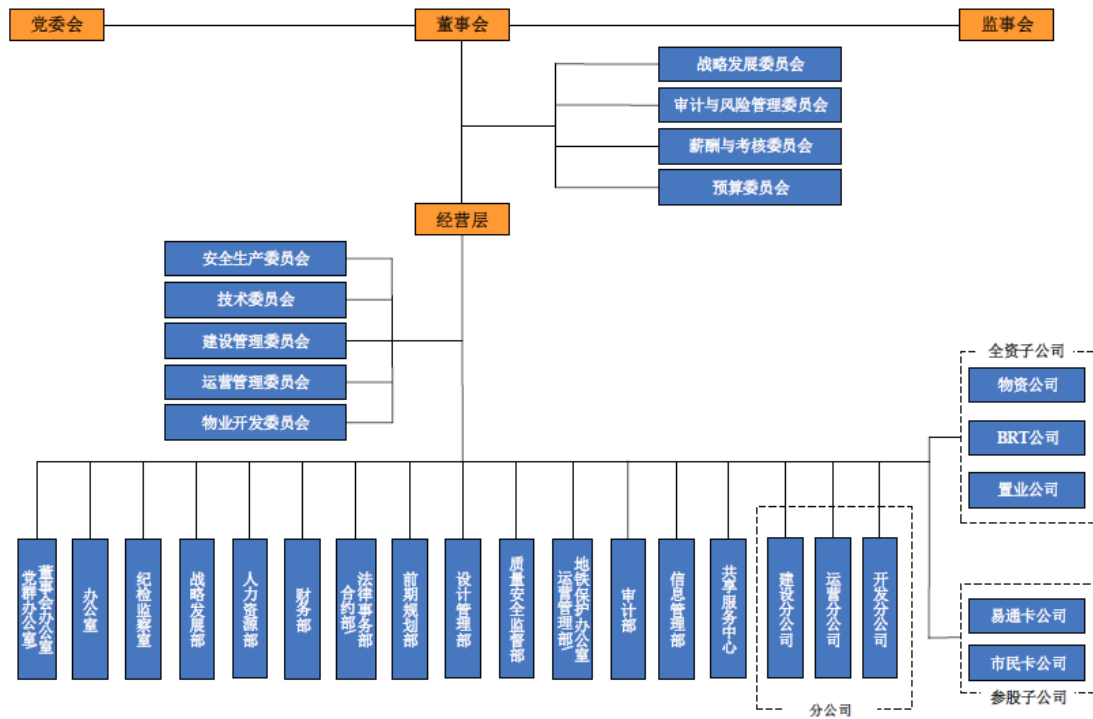 党委会
董事会
监事会
战略发展委员会
审计与风险管理委员会
薪酬与考核委员会
预算委员会
经营层
安全生产委员会
技术委员会
建设管理委员会
运营管理委员会
物业开发委员会
全资子公司
物资公司
BRT公司
置业公司
党群办公室\
董事会办公室
办公室
纪检监察室
战略发展部
人力资源部
财务部
合约部\
法律事务部
前期规划部
设计管理部
质量安全监督部
运营管理部\
地铁保护办公室
审计部
信息管理部
共享服务中心
建设分公司
运营分公司
开发分公司
分公司
易通卡公司
市民卡公司
参股子公司